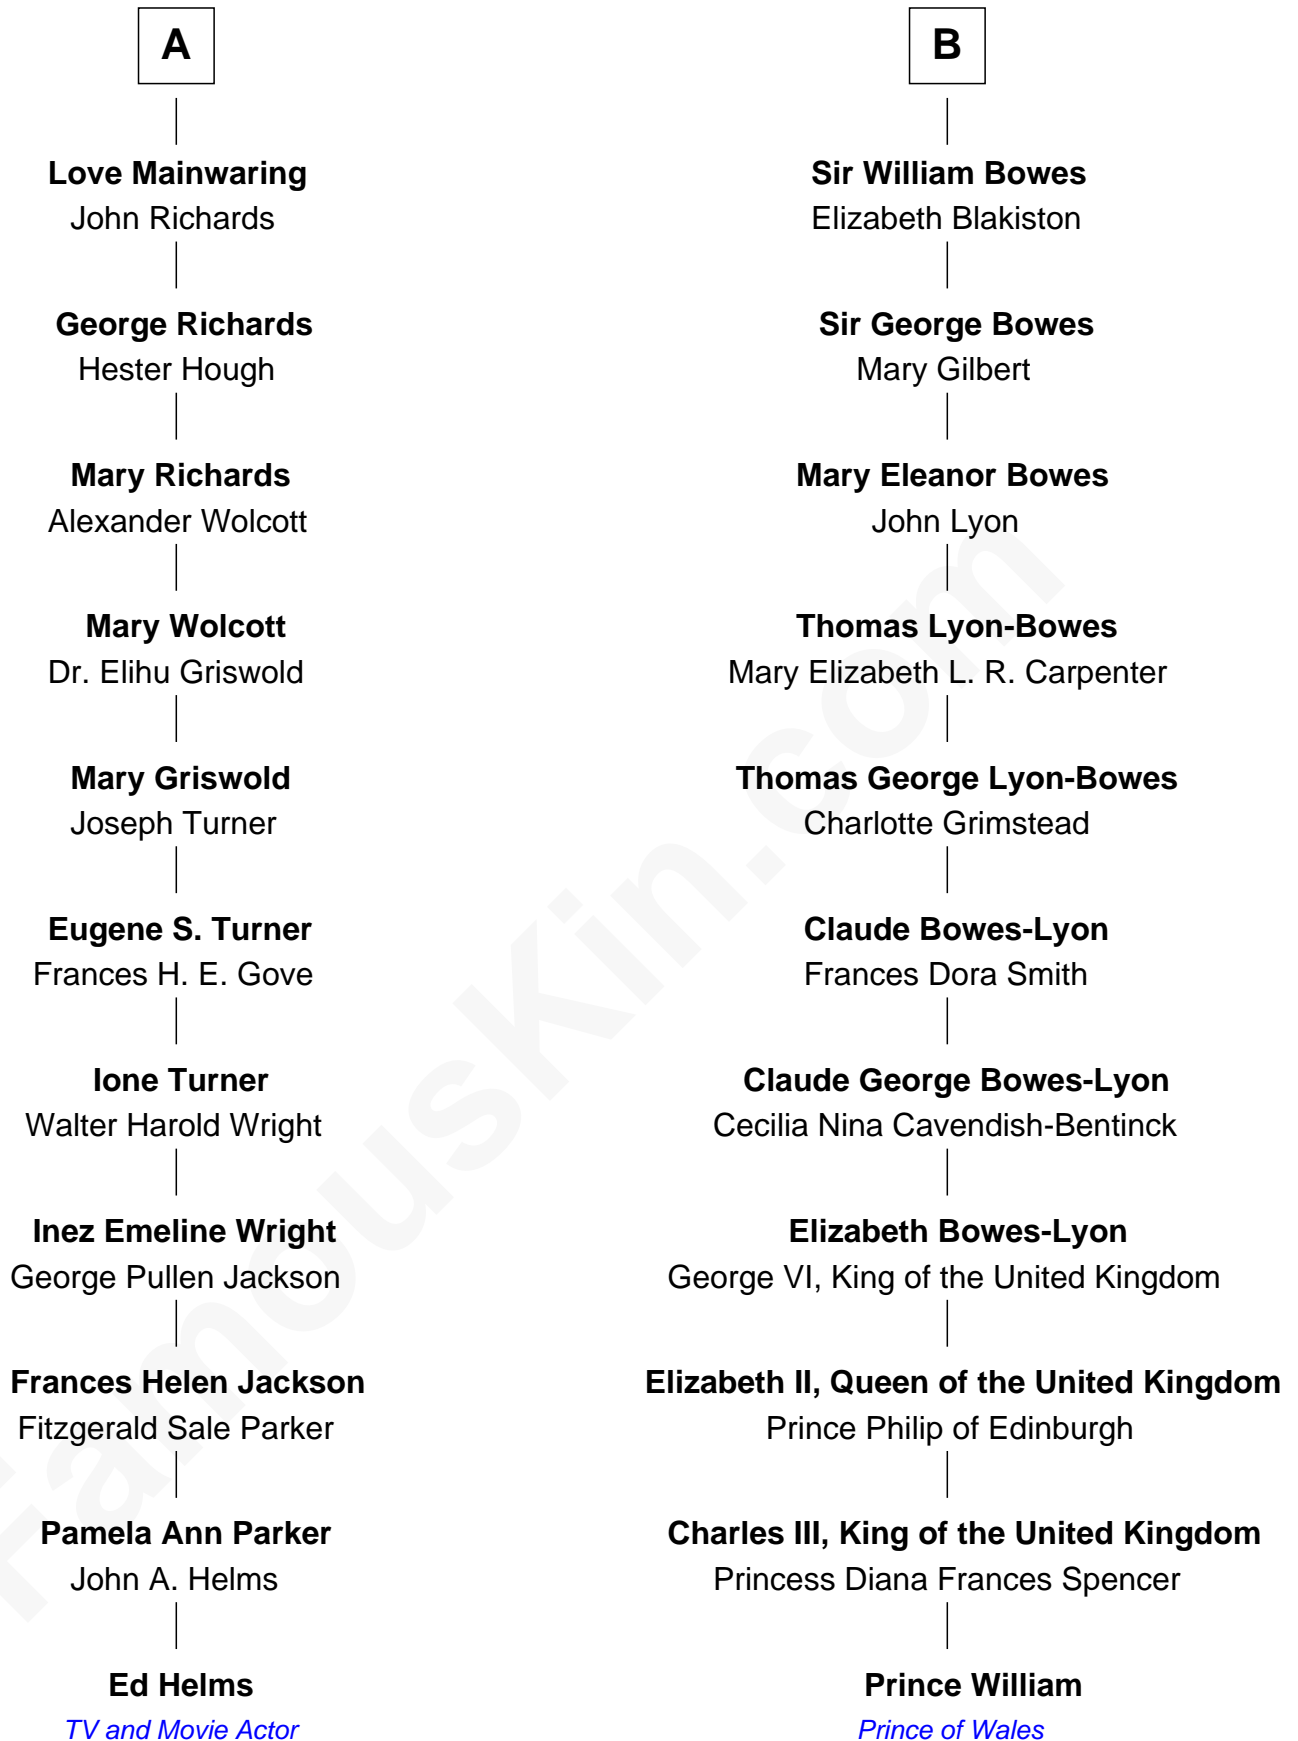 A
Love Mainwaring
John Richards
George Richards
Hester Hough
Mary Richards
Alexander Wolcott
Mary Wolcott
Dr. Elihu Griswold
Mary Griswold
Joseph Turner
Eugene S. Turner
Frances H. E. Gove
Ione Turner
Walter Harold Wright
Inez Emeline Wright
George Pullen Jackson
Frances Helen Jackson
Fitzgerald Sale Parker
Pamela Ann Parker
John A. Helms
Ed Helms
TV and Movie Actor
B
Sir William Bowes
Elizabeth Blakiston
Sir George Bowes
Mary Gilbert
Mary Eleanor Bowes
John Lyon
Thomas Lyon-Bowes
Mary Elizabeth L. R. Carpenter
Thomas George Lyon-Bowes
Charlotte Grimstead
Claude Bowes-Lyon
Frances Dora Smith
Claude George Bowes-Lyon
Cecilia Nina Cavendish-Bentinck
Elizabeth Bowes-Lyon
George VI, King of the United Kingdom
Elizabeth II, Queen of the United Kingdom
Prince Philip of Edinburgh
Charles III, King of the United Kingdom
Princess Diana Frances Spencer
Prince William
Prince of Wales
FamousKin.com